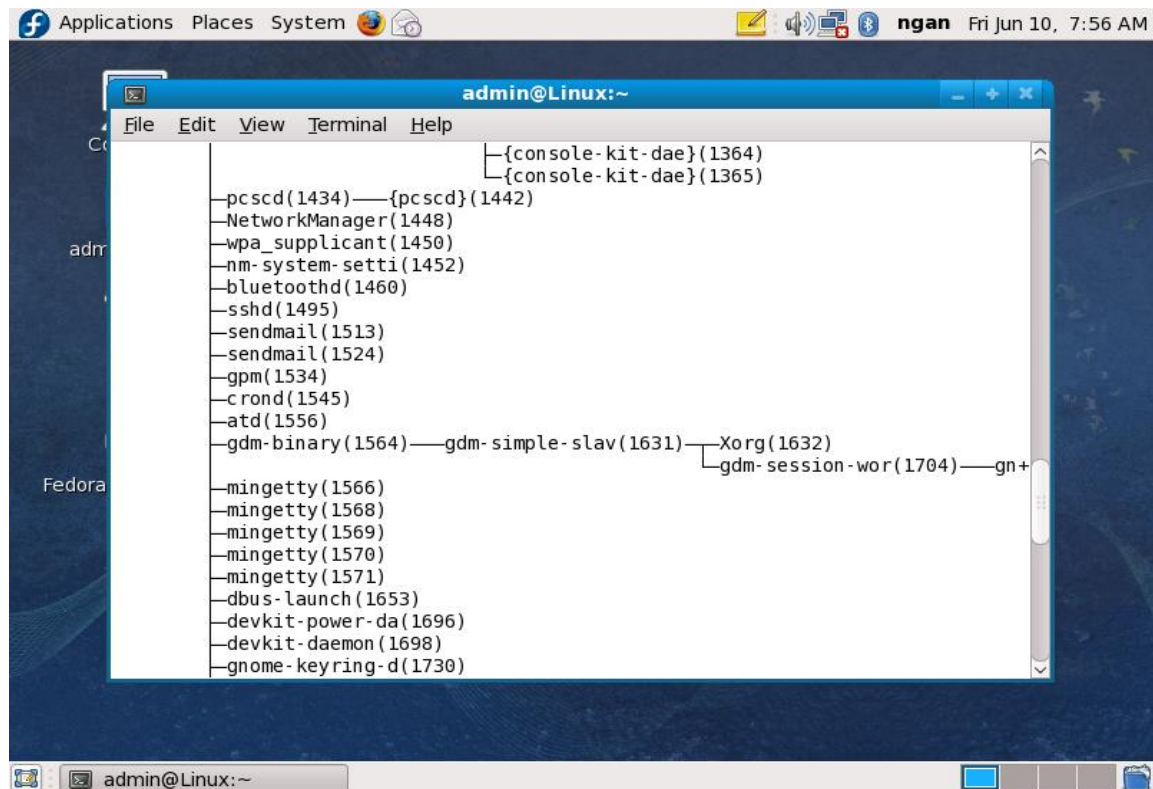 Applications Places System ngan Fri Jun 10, 7:56 AM
admin@Linux:~
File Edit View Terminal Help
├─{console-kit-dae}(1364)
└─{console-kit-dae}(1365)
├─pcscd(1434)───{pcscd}(1442)
├─NetworkManager(1448)
├─wpa_supplicant(1450)
├─nm-system-setti(1452)
├─bluetoothd(1460)
├─sshd(1495)
├─sendmail(1513)
├─sendmail(1524)
├─gpm(1534)
├─crond(1545)
├─atd(1556)
├─gdm-binary(1564)───gdm-simple-slav(1631)─┬─Xorg(1632)
└─gdm-session-wor(1704)───gn+
├─mingetty(1566)
├─mingetty(1568)
├─mingetty(1569)
├─mingetty(1570)
├─mingetty(1571)
├─dbus-launch(1653)
├─devkit-power-da(1696)
├─devkit-daemon(1698)
├─gnome-keyring-d(1730)
Co
adm
Fedora
admin@Linux:~